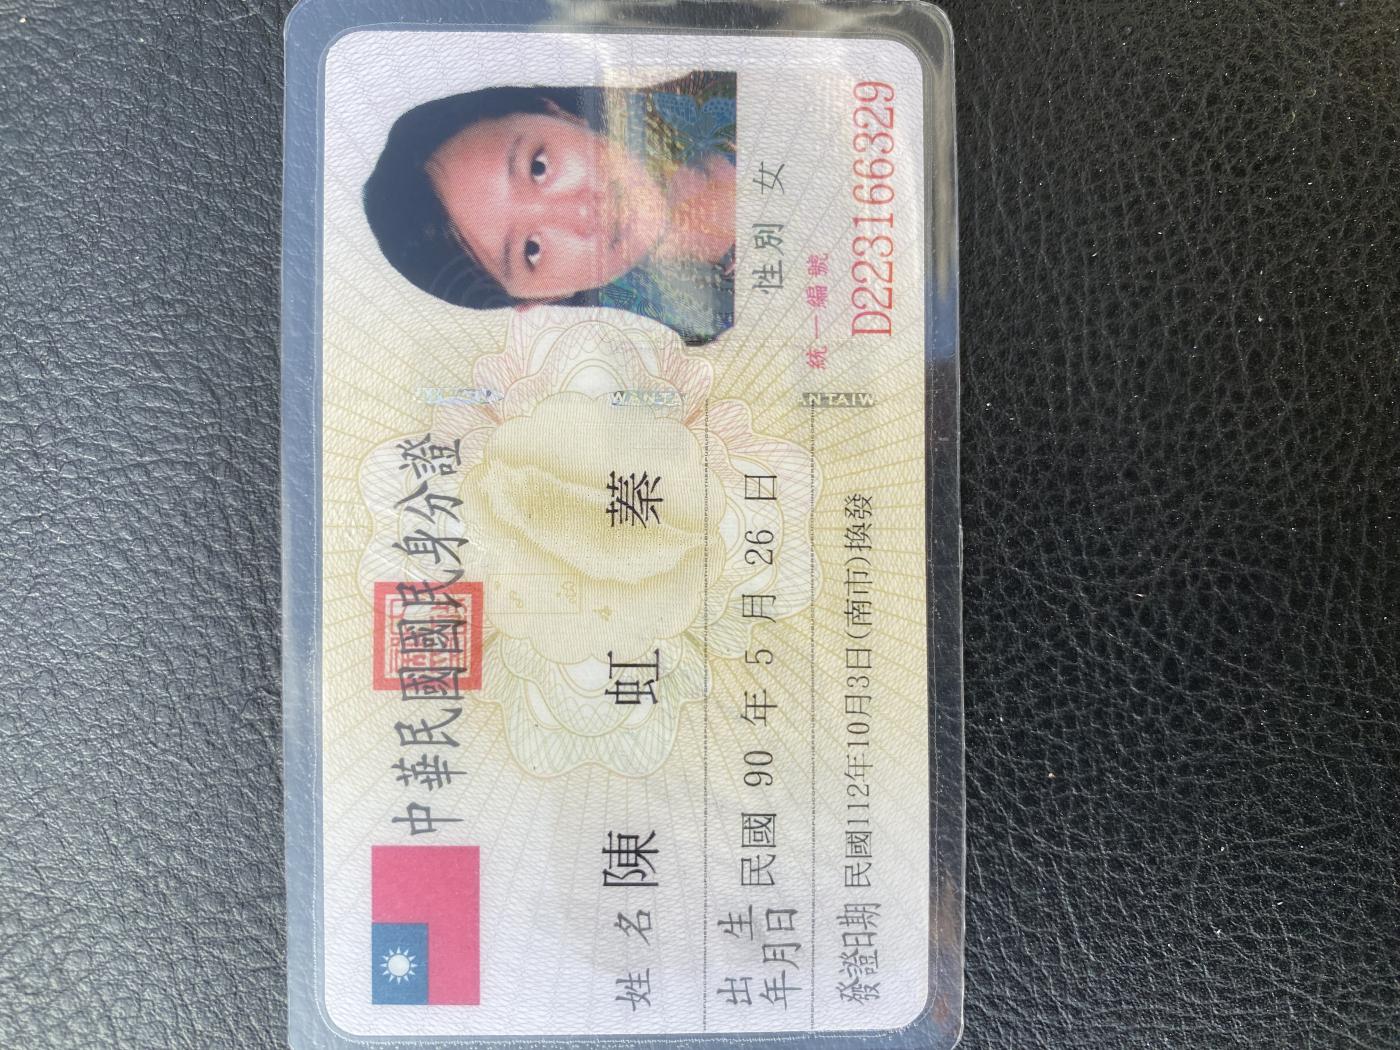 中華民國國民身分證
姓名 陳虹蓁
出生年月日 民國 90 年 5 月 26 日
性別 女
發證日期 民國112年10月3日(南市)換發
統一編號
D223166329
WANTA
ANTAIW